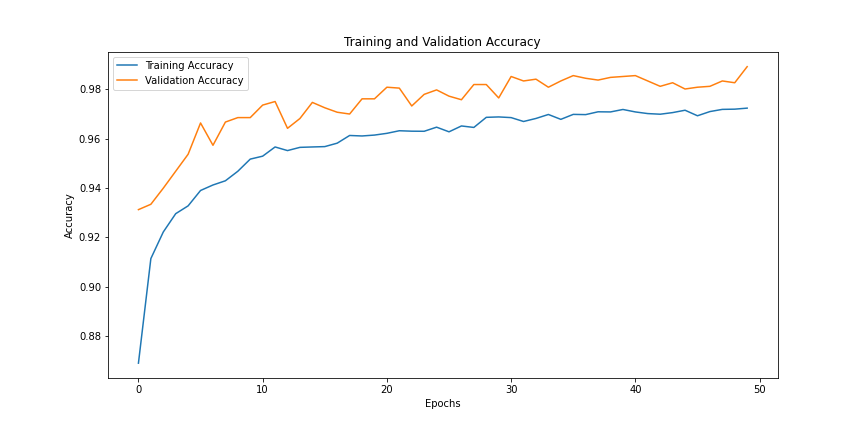 Training and Validation Accuracy
Training Accuracy
Validation Accuracy
0.98
0.96
0.94
0.92
0.90
0.88
Accuracy
0 10 20 30 40 50
Epochs